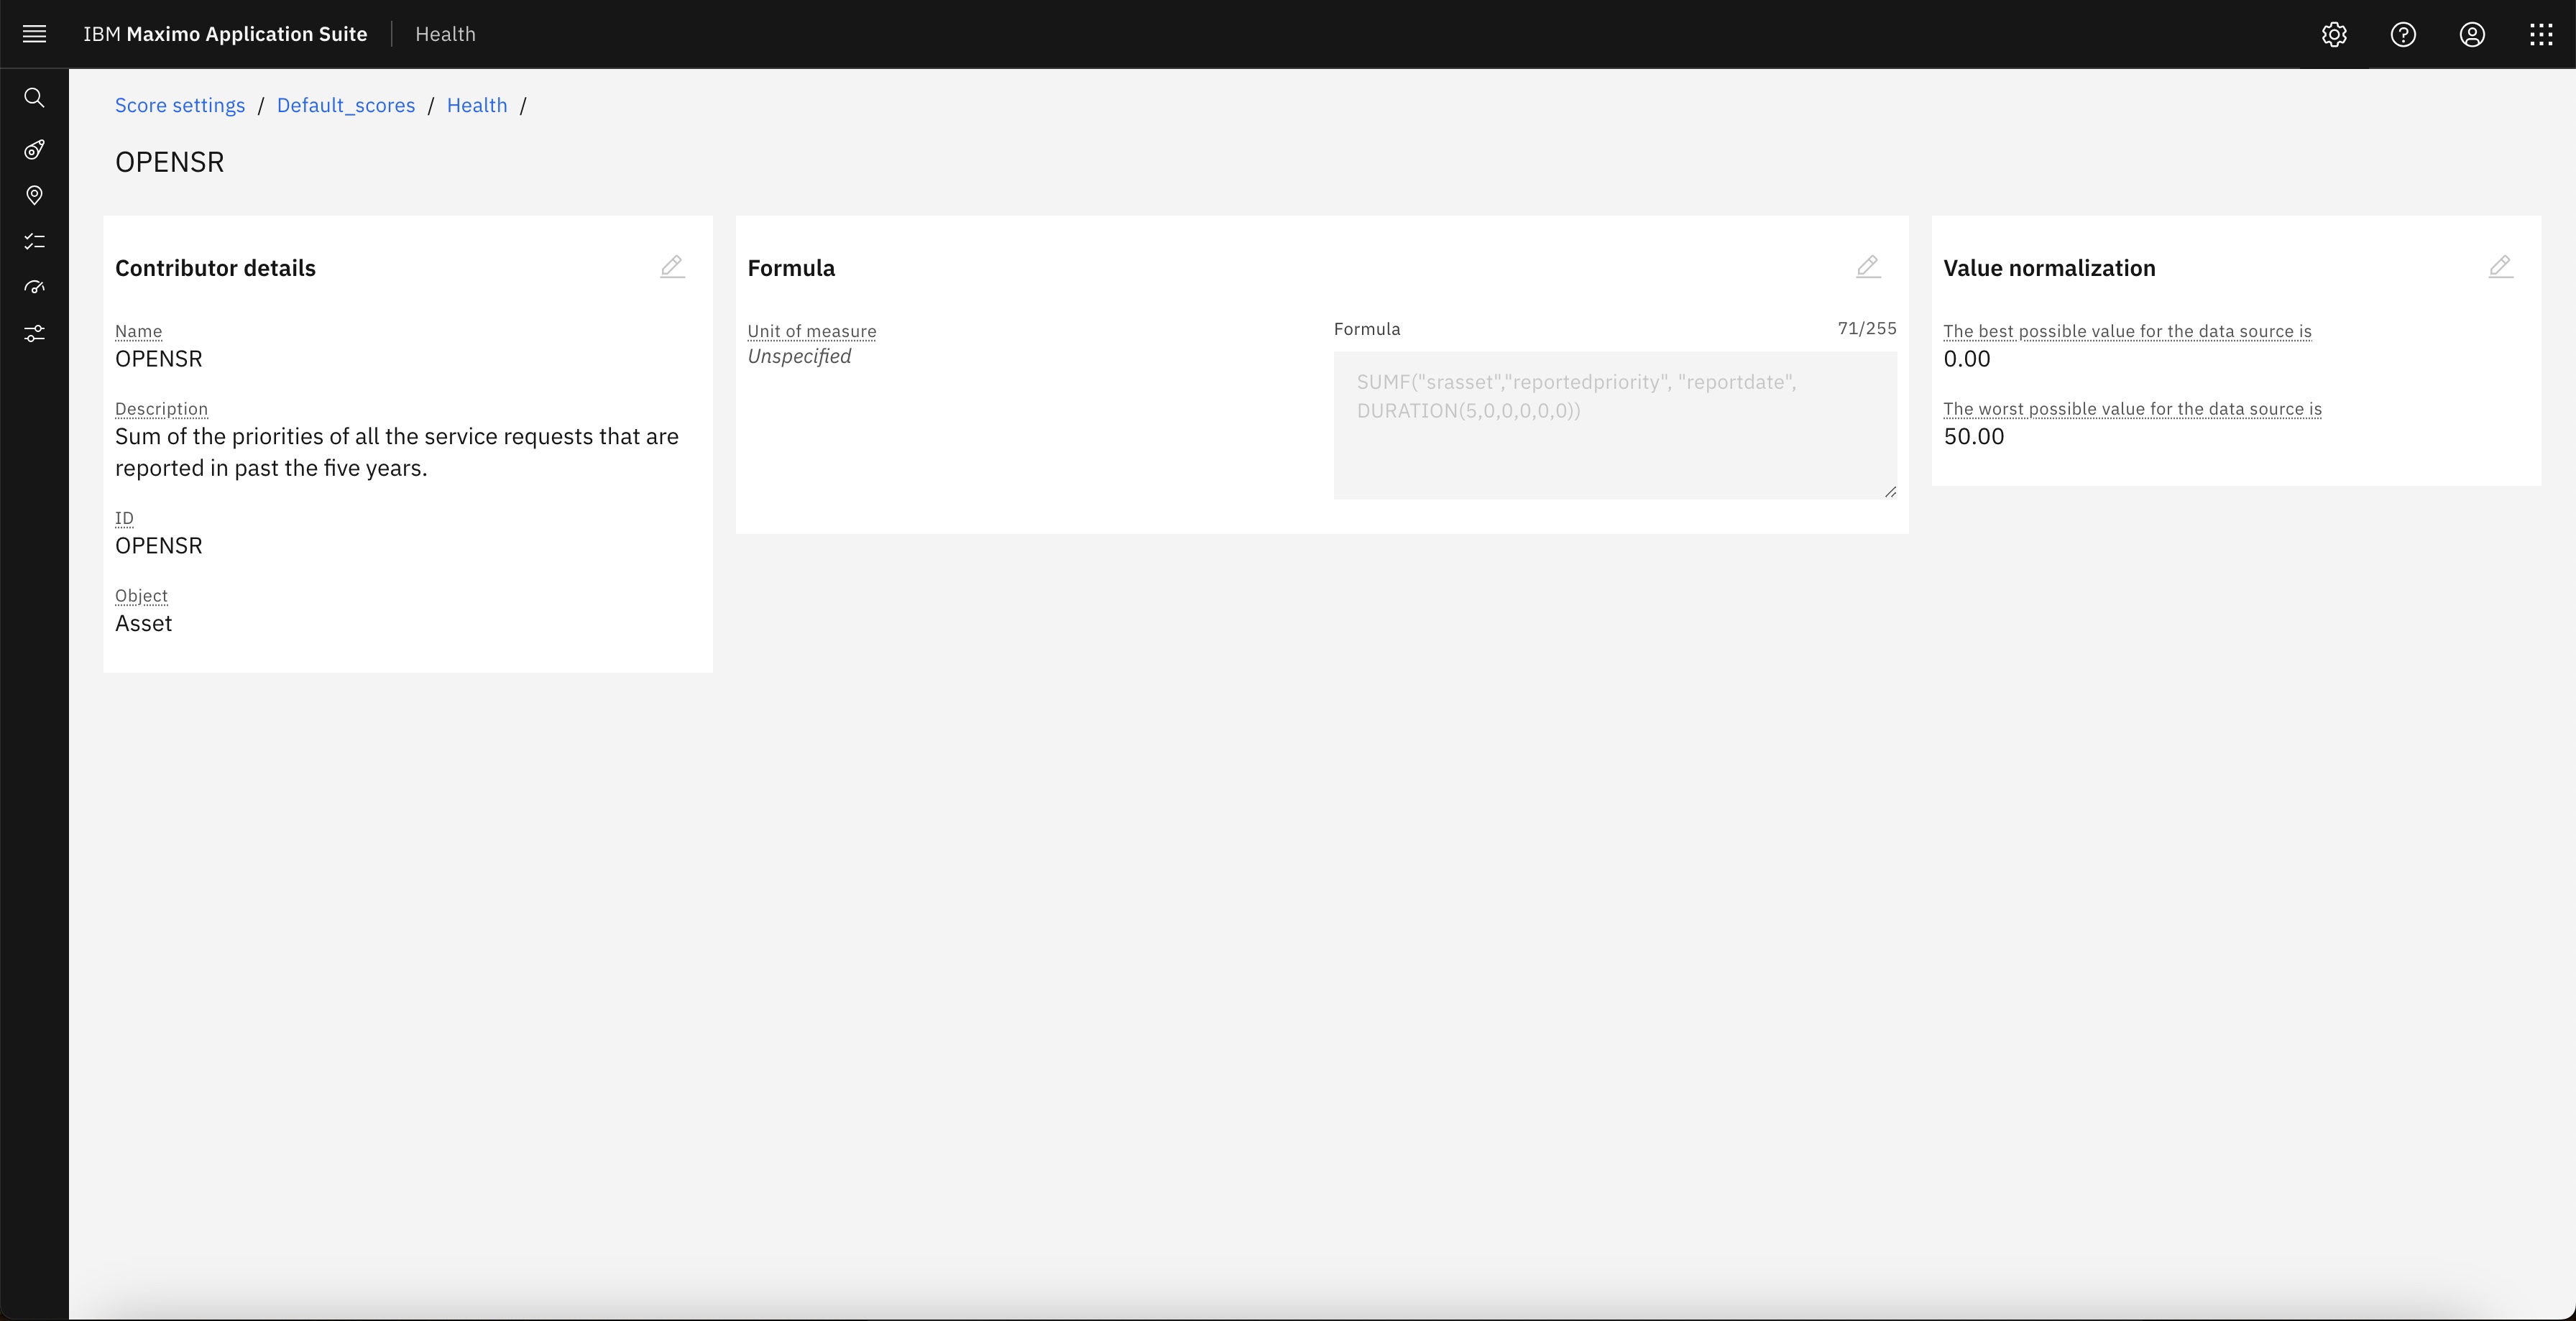 IBM Maximo Application Suite Health
Score settings / Default_scores / Health /
OPENSR
Contributor details
Name
OPENSR
Description
Sum of the priorities of all the service requests that are
reported in past the five years.
ID
OPENSR
Object
Asset
Formula
Unit of measure
Unspecified
Formula 71/255
SUMF("srasset","reportedpriority", "reportdate",
DURATION(5,0,0,0,0,0))
Value normalization
The best possible value for the data source is
0.00
The worst possible value for the data source is
50.00